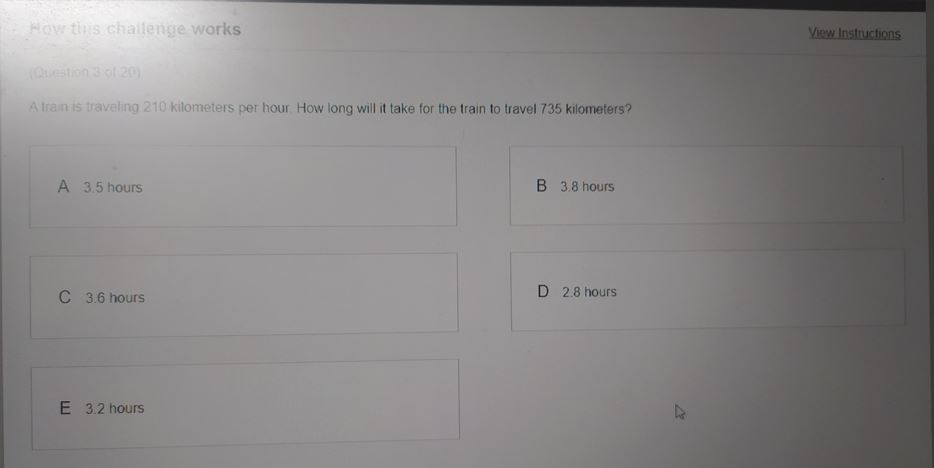 How this challenge works
View Instructions
(Question 3 of 20)
A train is traveling 210 kilometers per hour. How long will it take for the train to travel 735 kilometers?
A 3.5 hours
B 3.8 hours
C 3.6 hours
D 2.8 hours
E 3.2 hours